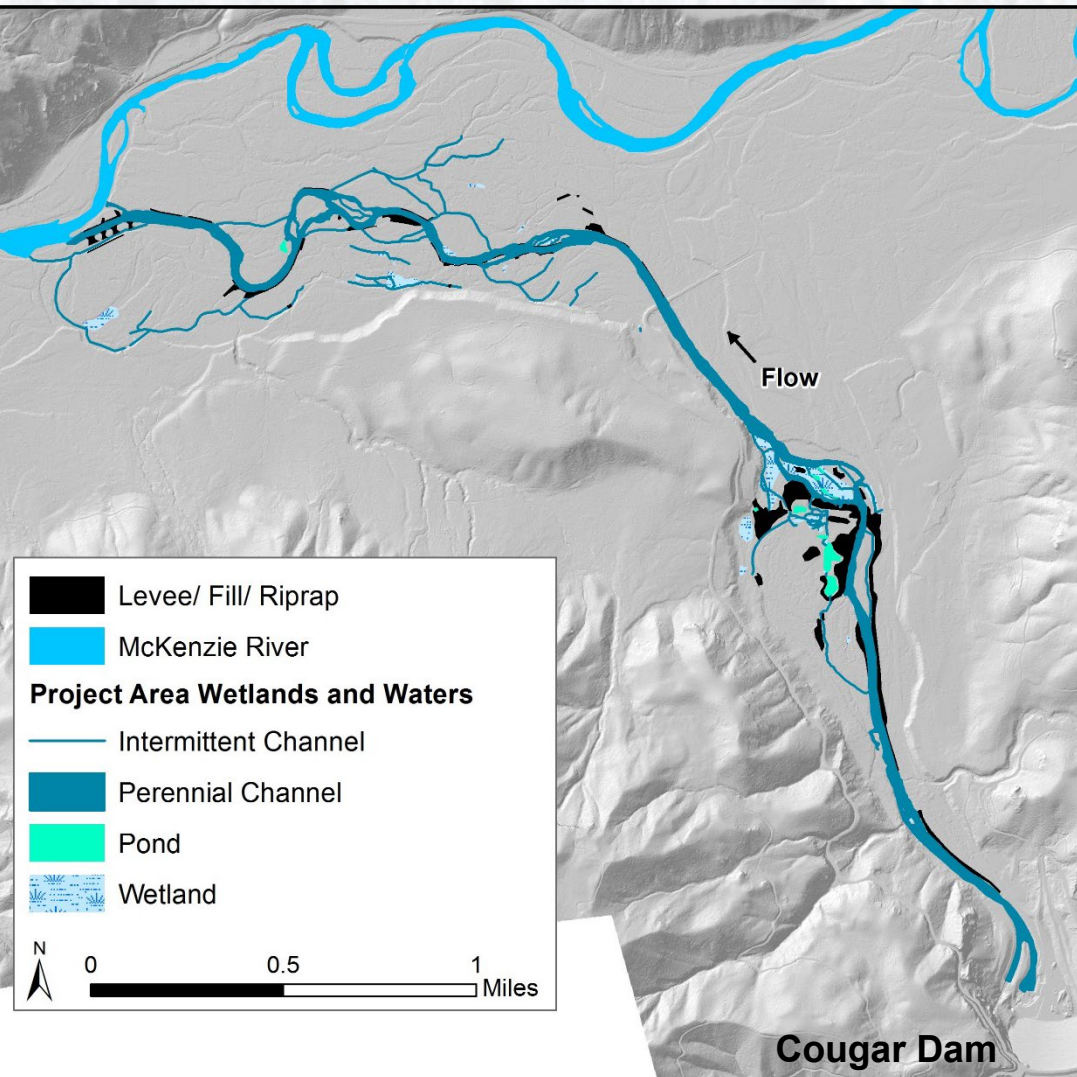 Flow
Levee/ Fill/ Riprap
McKenzie River
Project Area Wetlands and Waters
Intermittent Channel
Perennial Channel
Pond
Wetland
N
0 0.5 1
Miles
Cougar Dam